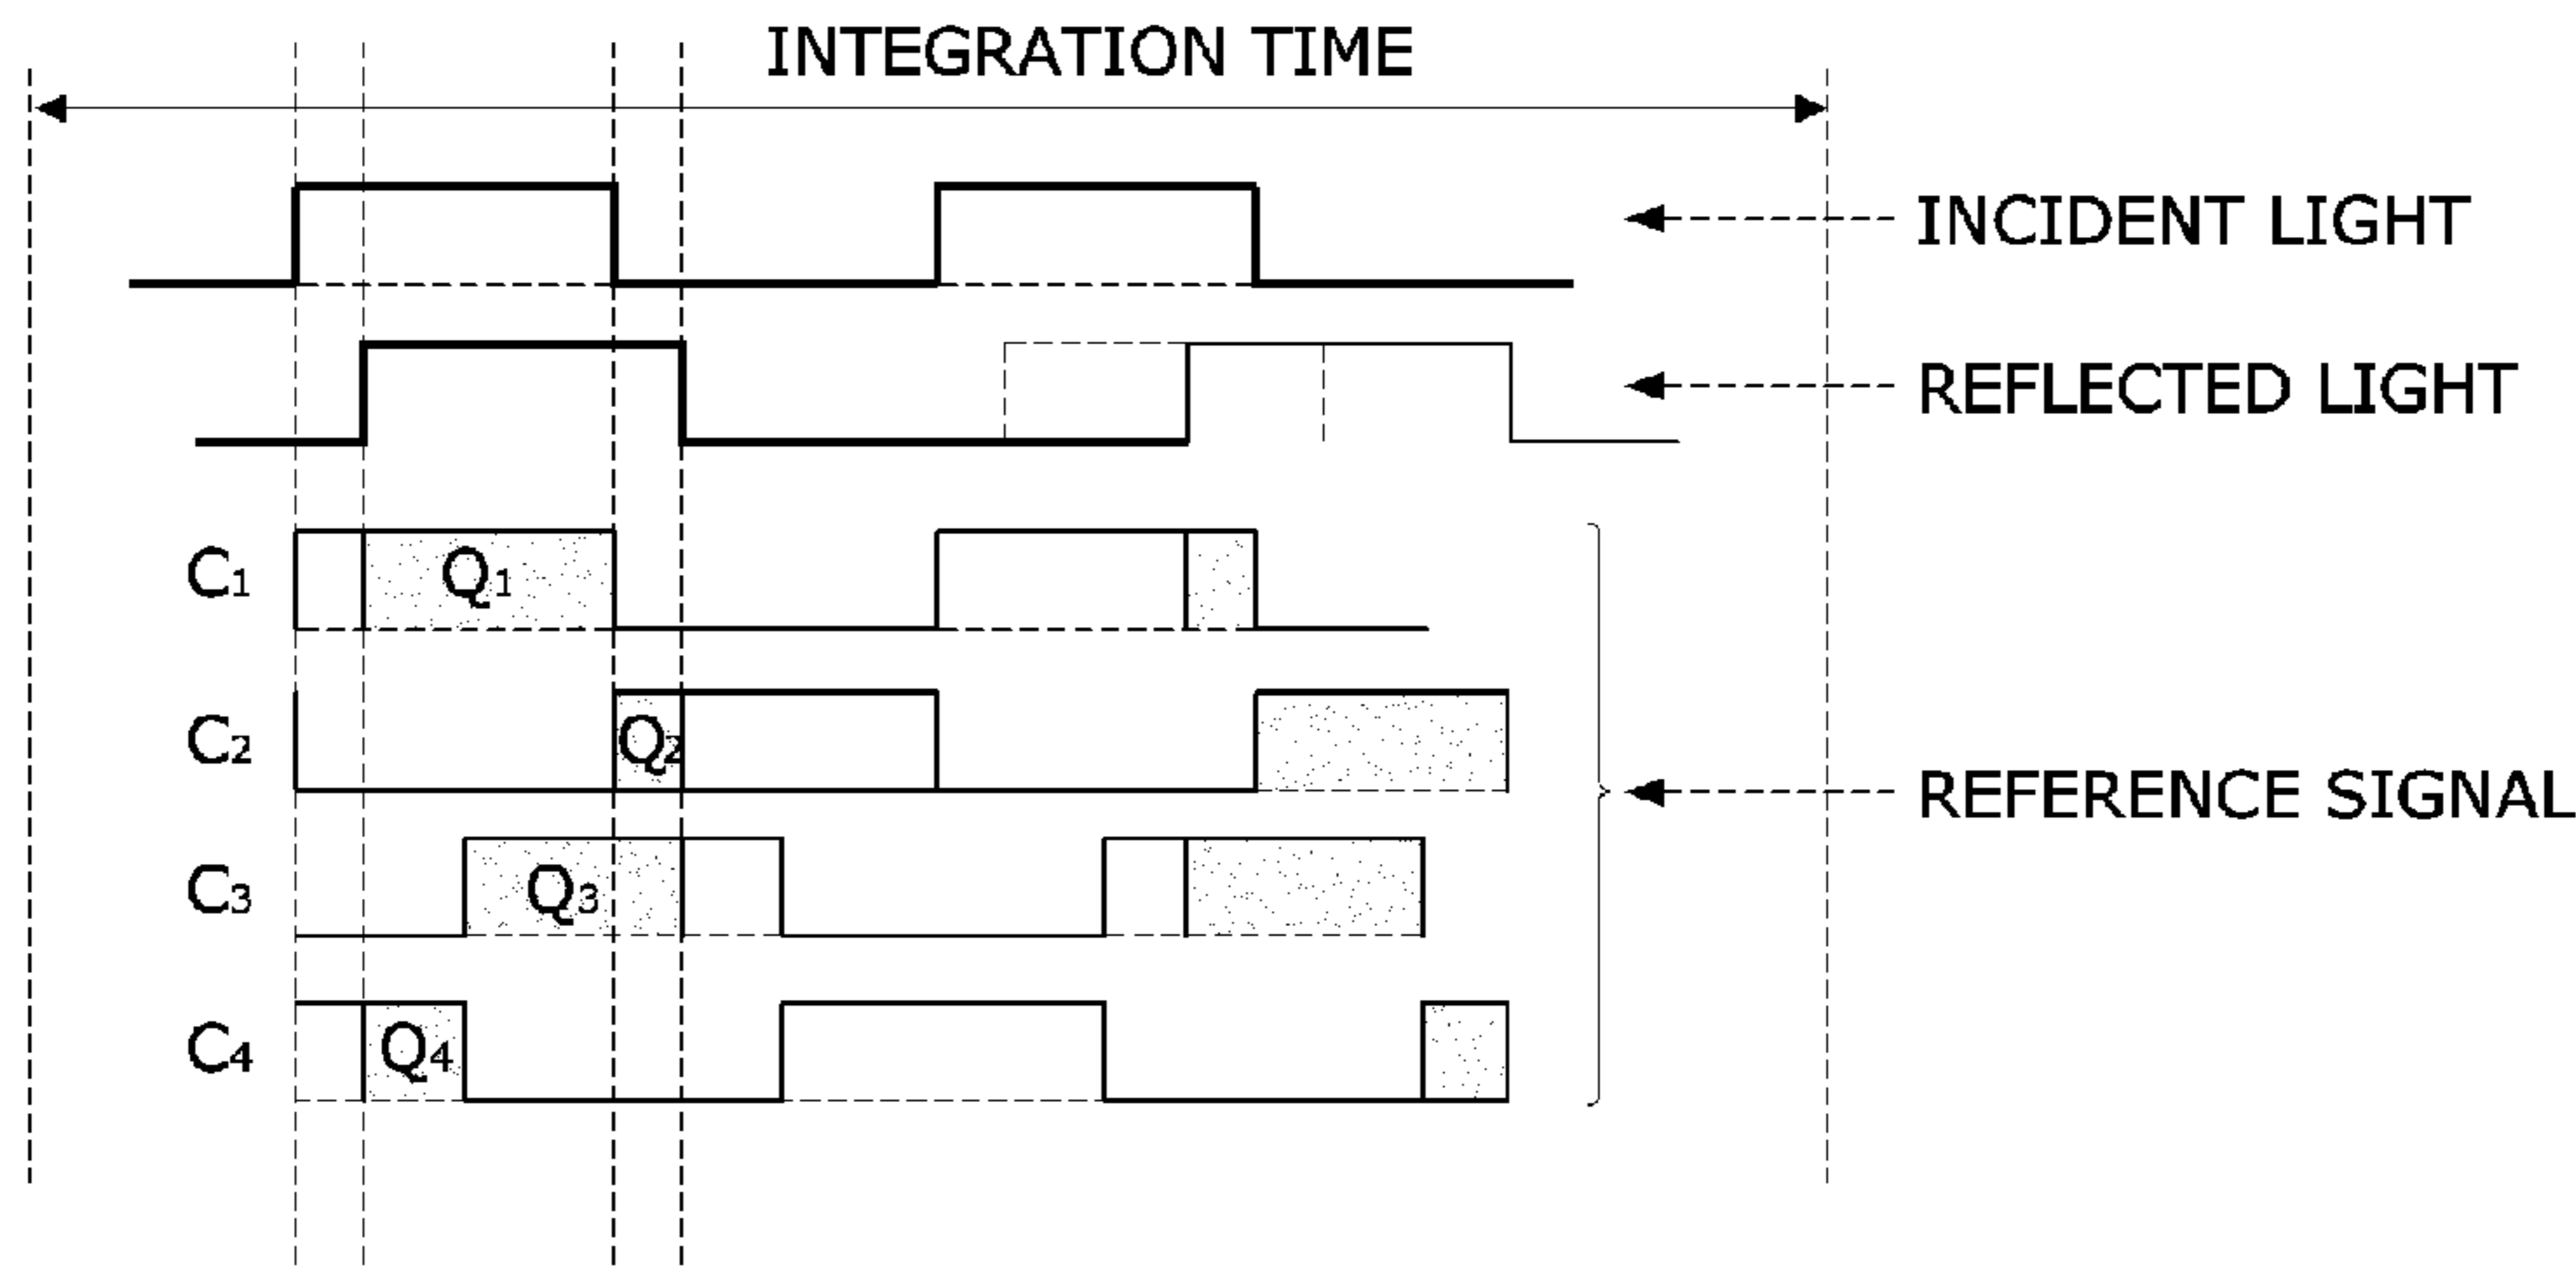 INTEGRATION TIME
INCIDENT LIGHT
REFLECTED LIGHT
C1 Q1
C2 Q2
REFERENCE SIGNAL
C3 Q3
C4 Q4